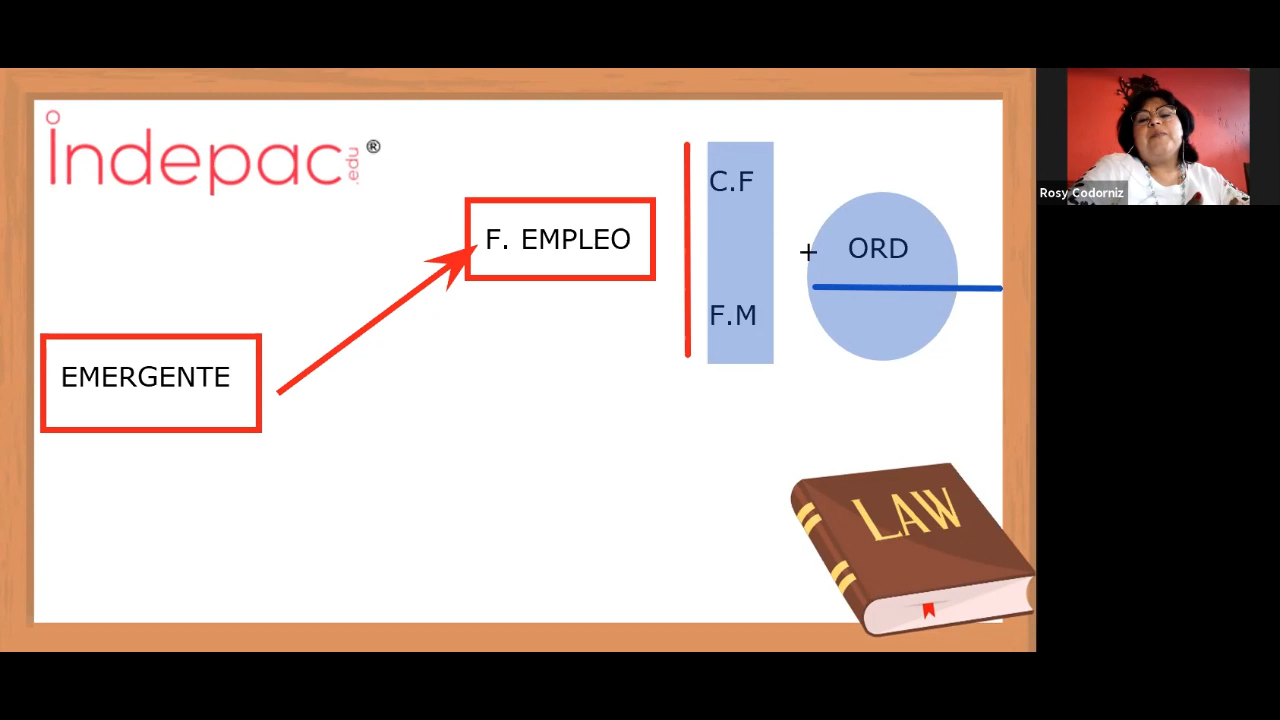 indepac.edu®
F. EMPLEO
C.F
+ ORD
F.M
EMERGENTE
LAW
Rosy Codorniz